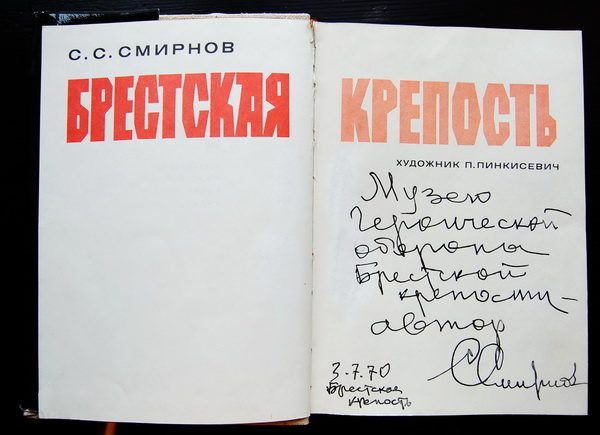 С. С. СМИРНОВ
БРЕСТСКАЯ
КРЕПОСТЬ
ХУДОЖНИК П. ПИНКИСЕВИЧ
Музею
героической
обороны
Брестской
крепости –
автор
ССмирнов
3.7.70
Брестская
крепость